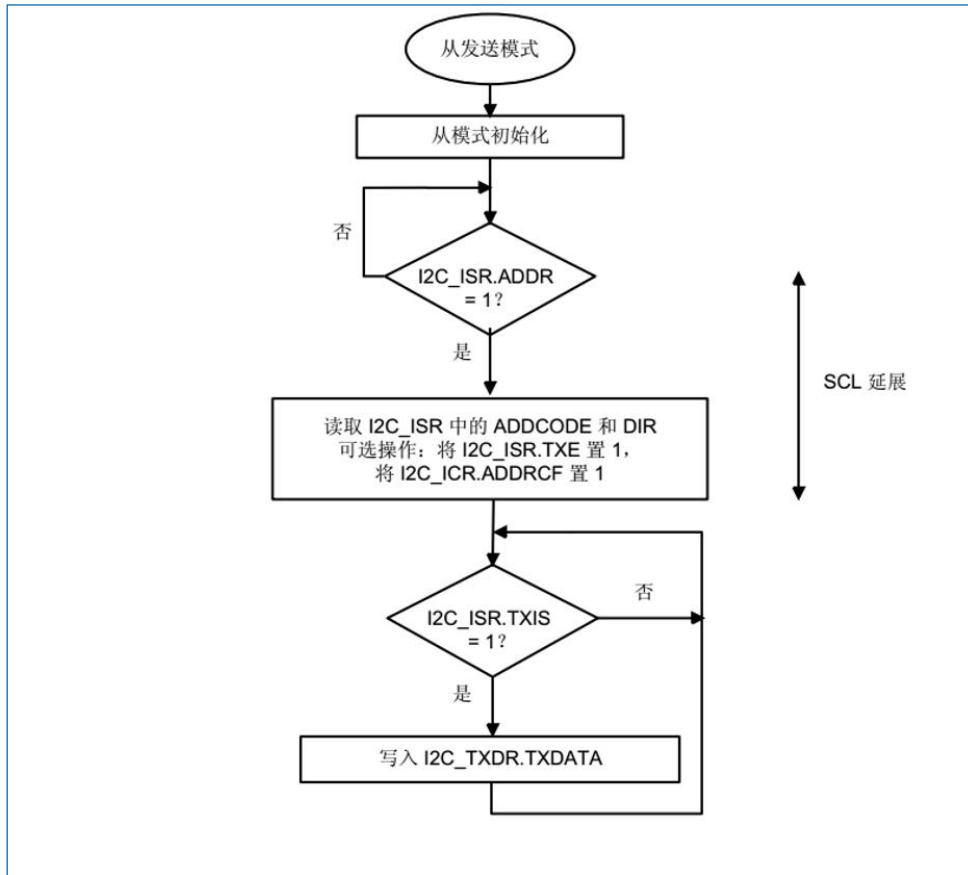 从发送模式
从模式初始化
否
I2C_ISR.ADDR
= 1?
是
SCL 延展
读取 I2C_ISR 中的 ADDCODE 和 DIR
可选操作：将 I2C_ISR.TXE 置 1，
将 I2C_ICR.ADDRCF 置 1
否
I2C_ISR.TXIS
= 1?
是
写入 I2C_TXDR.TXDATA